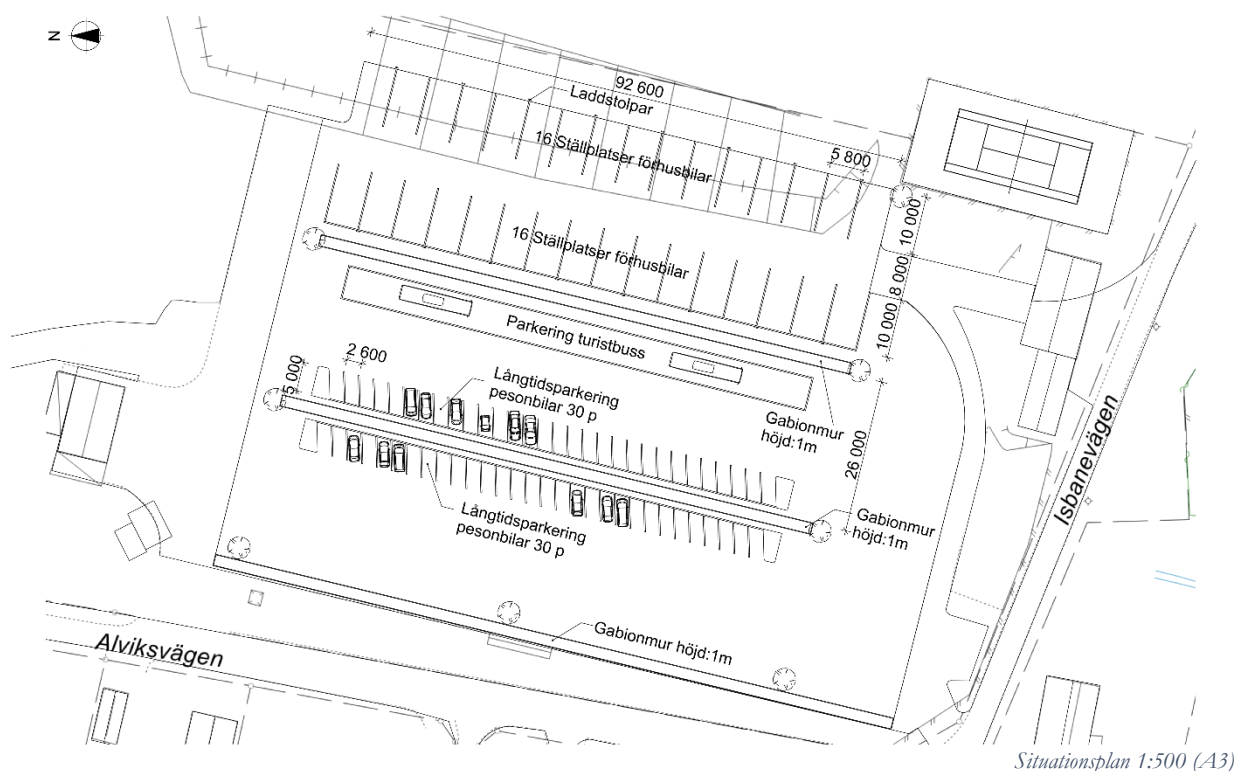 N
92 600
Laddstolpar
16 Ställplatser förhusbilar
5 800
10 000
16 Ställplatser förhusbilar
8 000
10 000
Parkering turistbuss
2 600
5 000
Långtidsparkering
pesonbilar 30 p
Gabionmur
höjd:1m
26 000
Isbanevägen
Långtidsparkering
pesonbilar 30 p
Gabionmur
höjd:1m
Gabionmur höjd:1m
Alviksvägen
Situationsplan 1:500 (A3)